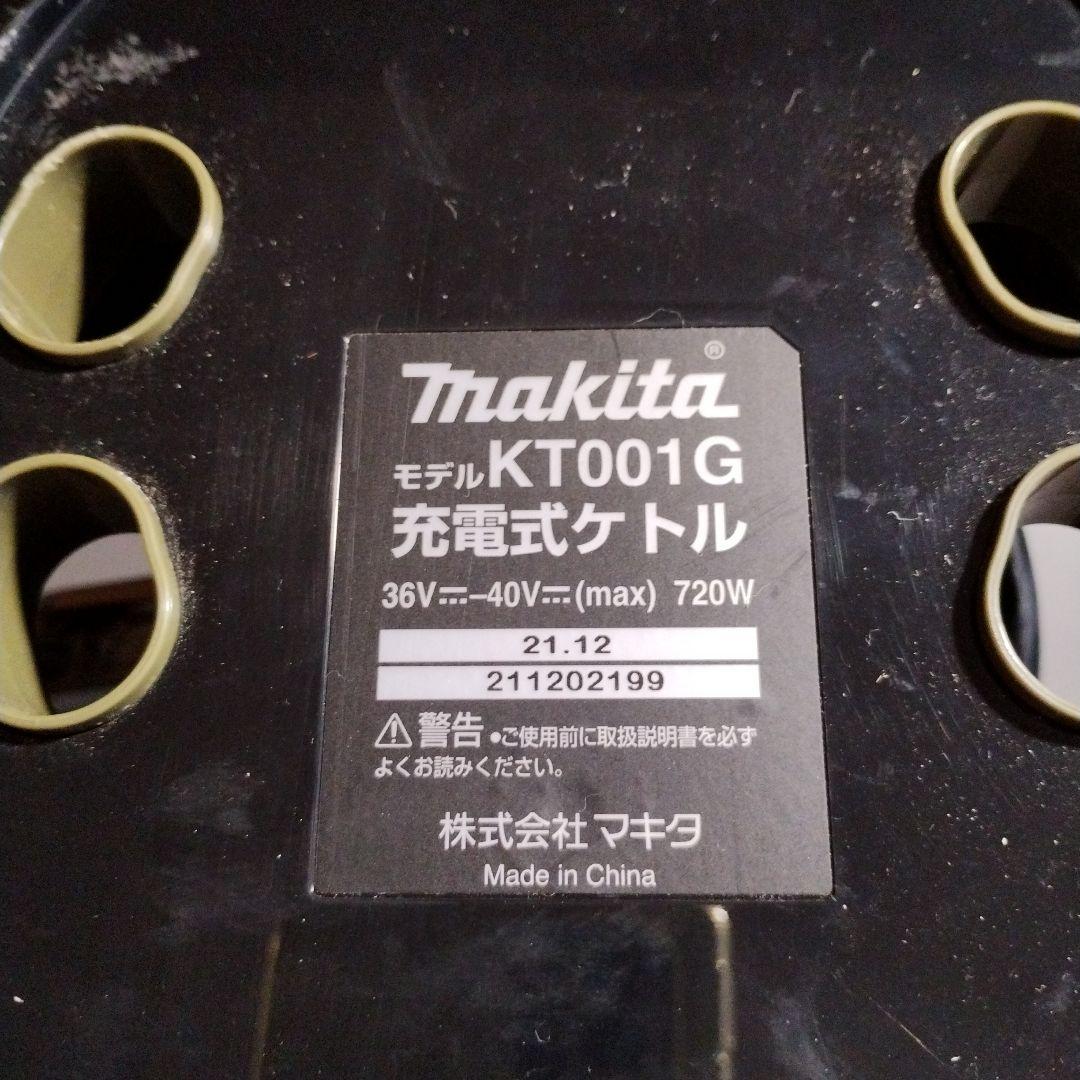 makita®
モデルKT001G
充電式ケトル
36V⎓–40V⎓(max) 720W
21.12
211202199
⚠警告 •ご使用前に取扱説明書を必ず
よくお読みください。
株式会社マキタ
Made in China